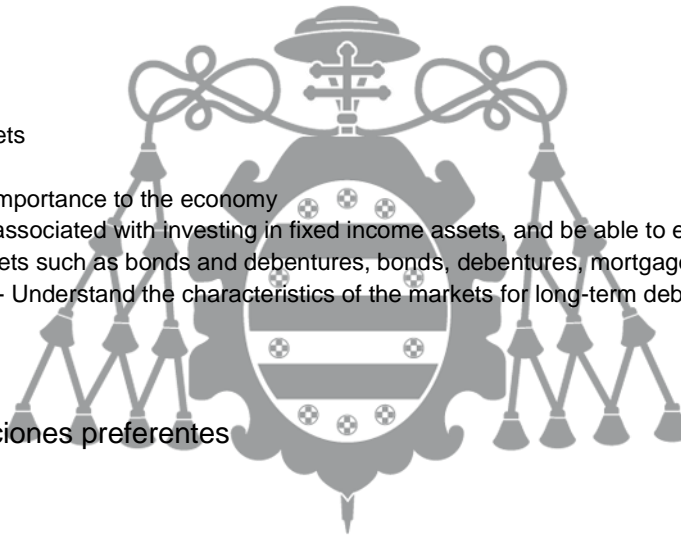 ets
mportance to the economy
associated with investing in fixed income assets, and be able to e
ets such as bonds and debentures, bonds, debentures, mortgage
- Understand the characteristics of the markets for long-term deb
ciones preferentes